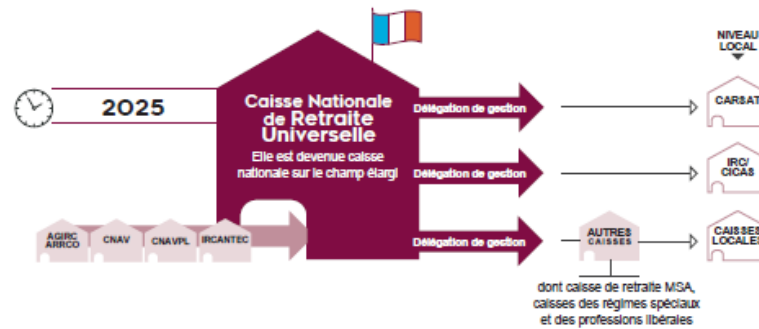 NIVEAU
LOCAL
2025
Caisse Nationale
de Retraite
Universelle
Elle est devenue caisse
nationale sur le champ élargi
Délégation de gestion
CARSAT
Délégation de gestion
IRC/
CICAS
AGIRC
ARRCO
CNAV
CNAVPL
IRCANTEC
Délégation de gestion
AUTRES
CAISSES
CAISSES
LOCALES
dont caisse de retraite MSA,
caisses des régimes spéciaux
et des professions libérales